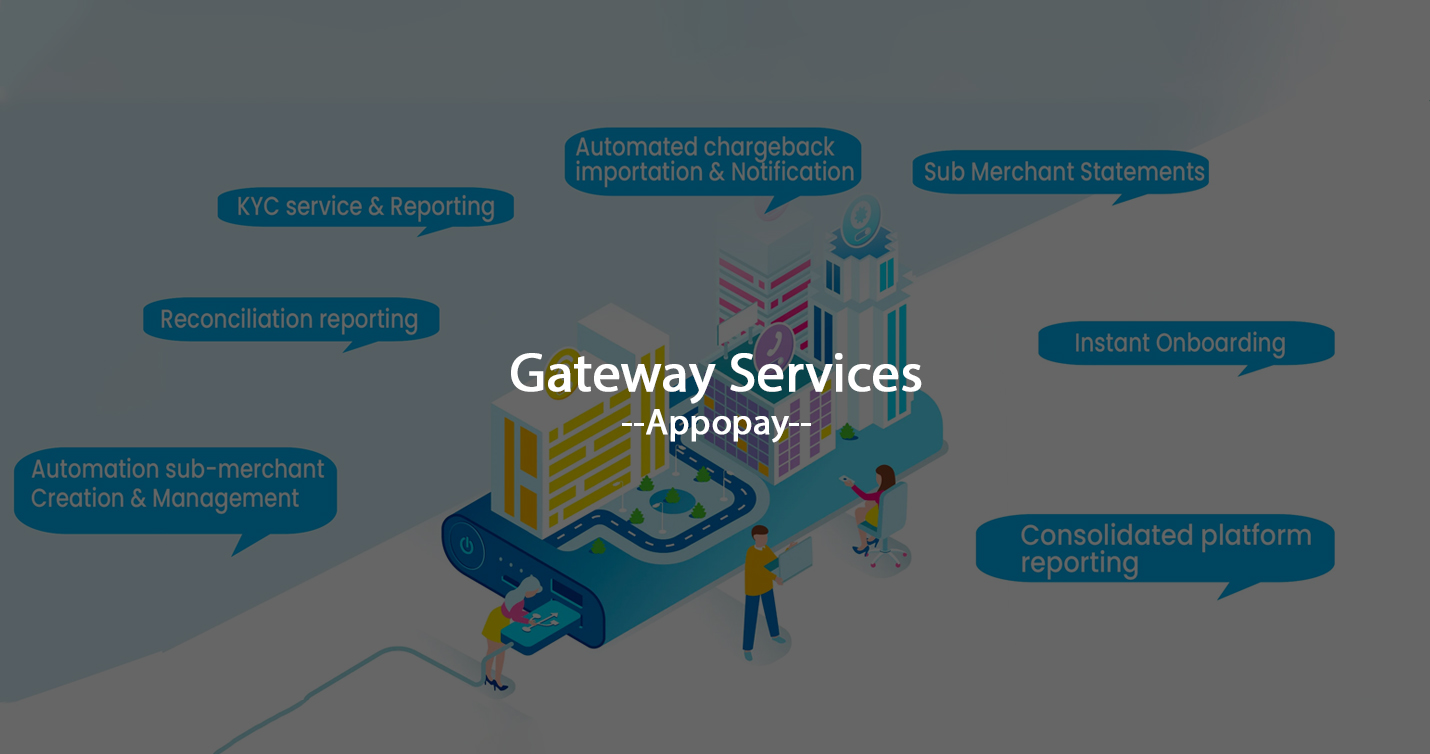 Automated chargeback
importation & Notification
Sub Merchant Statements
KYC service & Reporting
Reconciliation reporting
Instant Onboarding
Gateway Services
--Appopay--
Automation sub-merchant
Creation & Management
Consolidated platform
reporting